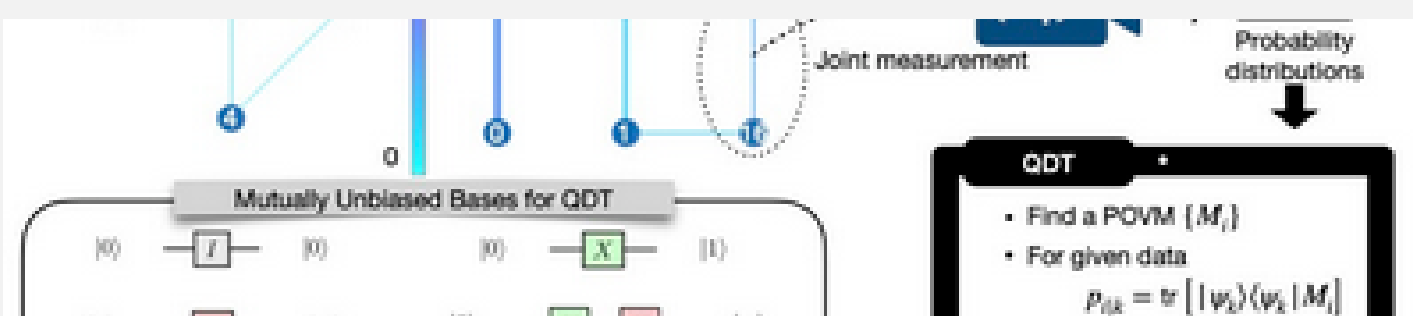 Probability
distributions
Joint measurement
4
0
1
0
QDT
Mutually Unbiased Bases for QDT
• Find a POVM {M_i}
|0⟩ I |0⟩ |0⟩ X |1⟩
• For given data
p_{i|k} = tr [ |ψ_k⟩⟨ψ_k| M_i ]